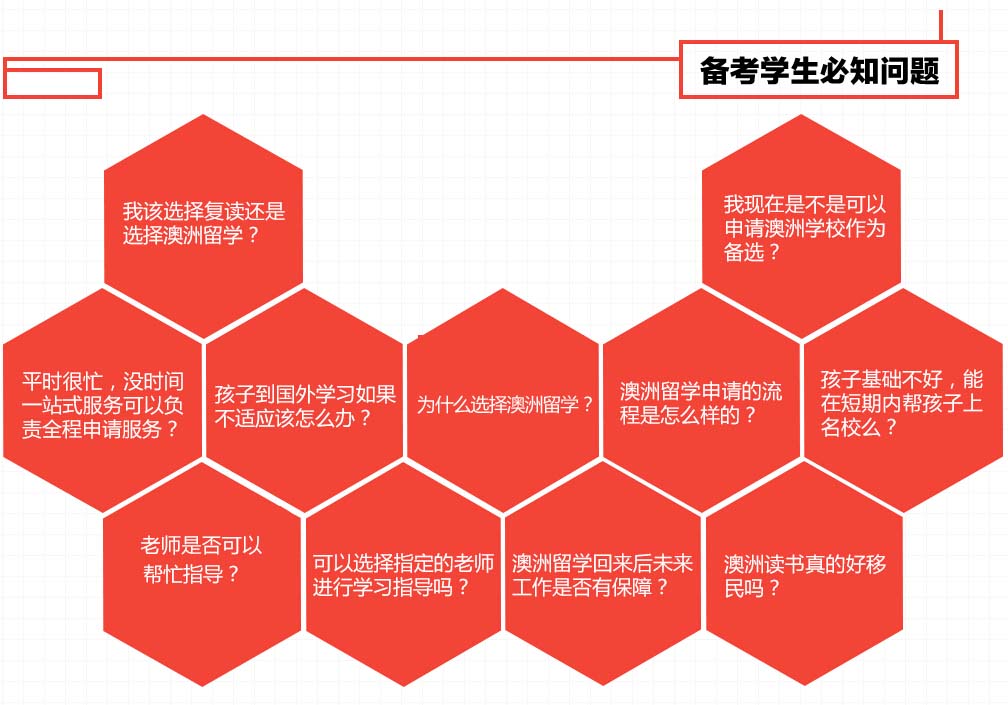 备考学生必知问题
我该选择复读还是
选择澳洲留学？
我现在是不是可以
申请澳洲学校作为
备选？
平时很忙，没时间
一站式服务可以负
责全程申请服务？
孩子到国外学习如果
不适应该怎么办？
为什么选择澳洲留学？
澳洲留学申请的流
程是怎么样的？
孩子基础不好，能
在短期内帮孩子上
名校么？
老师是否可以
帮忙指导？
可以选择指定的老师
进行学习指导吗？
澳洲留学回来后未来
工作是否有保障？
澳洲读书真的好移
民吗？